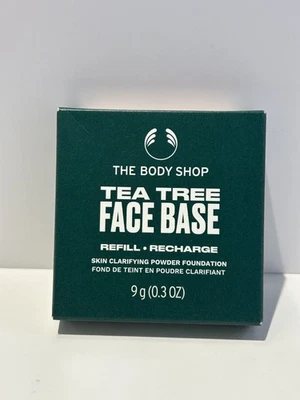 THE BODY SHOP
TEA TREE
FACE BASE
REFILL • RECHARGE
SKIN CLARIFYING POWDER FOUNDATION
FOND DE TEINT EN POUDRE CLARIFIANT
9 g (0.3 OZ)